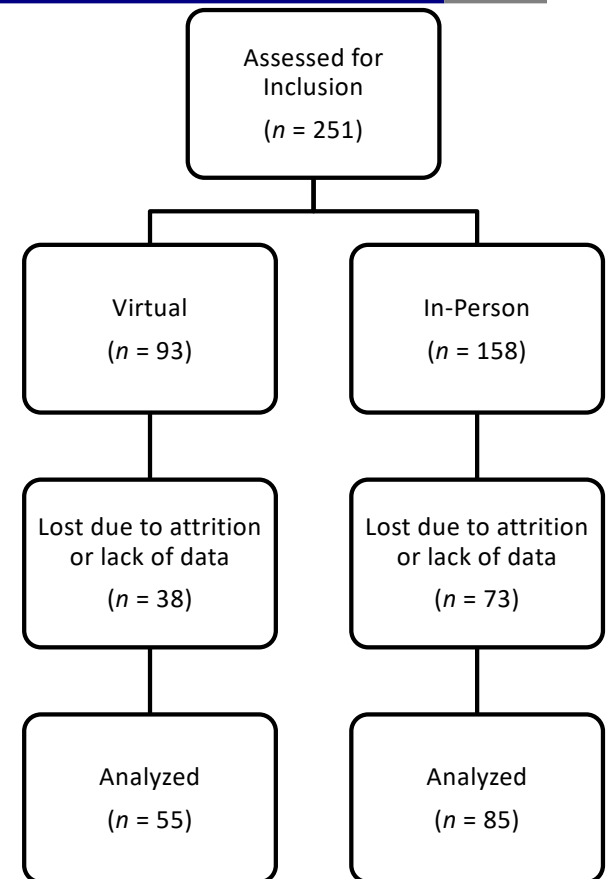 Assessed for
Inclusion
(n = 251)
Virtual
(n = 93)
In-Person
(n = 158)
Lost due to attrition
or lack of data
(n = 38)
Lost due to attrition
or lack of data
(n = 73)
Analyzed
(n = 55)
Analyzed
(n = 85)